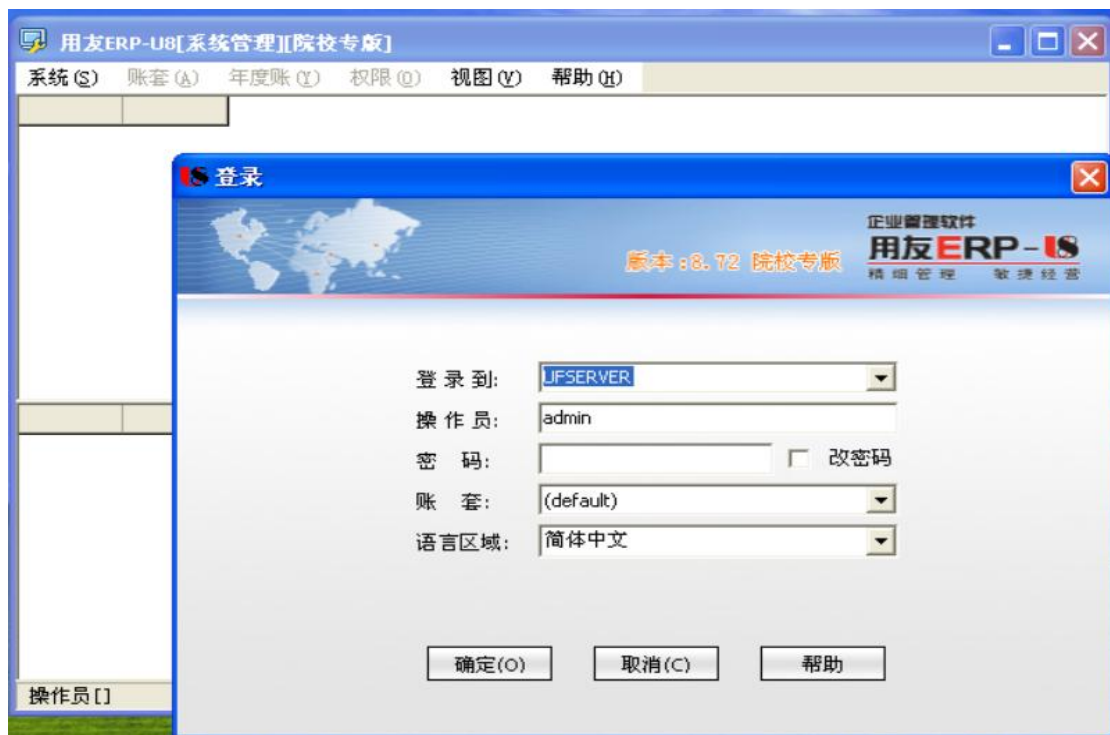 用友ERP-U8[系统管理][院校专版]
系统(S) 账套(A) 年度账(Y) 权限(O) 视图(V) 帮助(H)
U8 登录
企业管理软件
版本:8.72 院校专版 用友ERP-U8
精细管理 敏捷经营
登录到: UFSERVER
操作员: admin
密 码: 改密码
账 套: (default)
语言区域: 简体中文
确定(O) 取消(C) 帮助
操作员[]